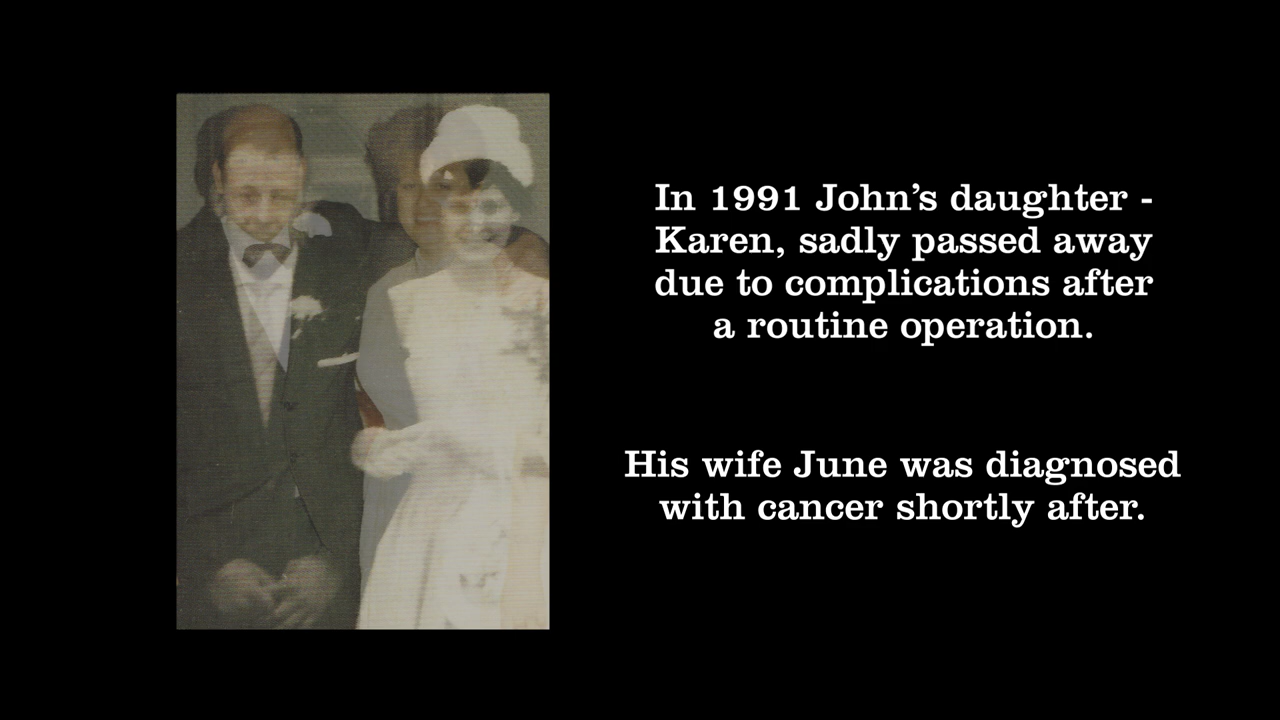 In 1991 John’s daughter -
Karen, sadly passed away
due to complications after
a routine operation.
His wife June was diagnosed
with cancer shortly after.